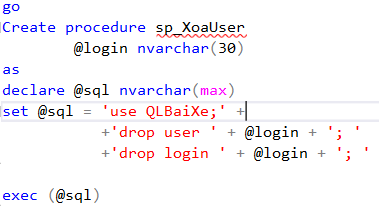 go
Create procedure sp_XoaUser
@login nvarchar(30)
as
declare @sql nvarchar(max)
set @sql = 'use QLBaiXe;' +
+'drop user ' + @login + '; '
+'drop login ' + @login + '; '
exec (@sql)